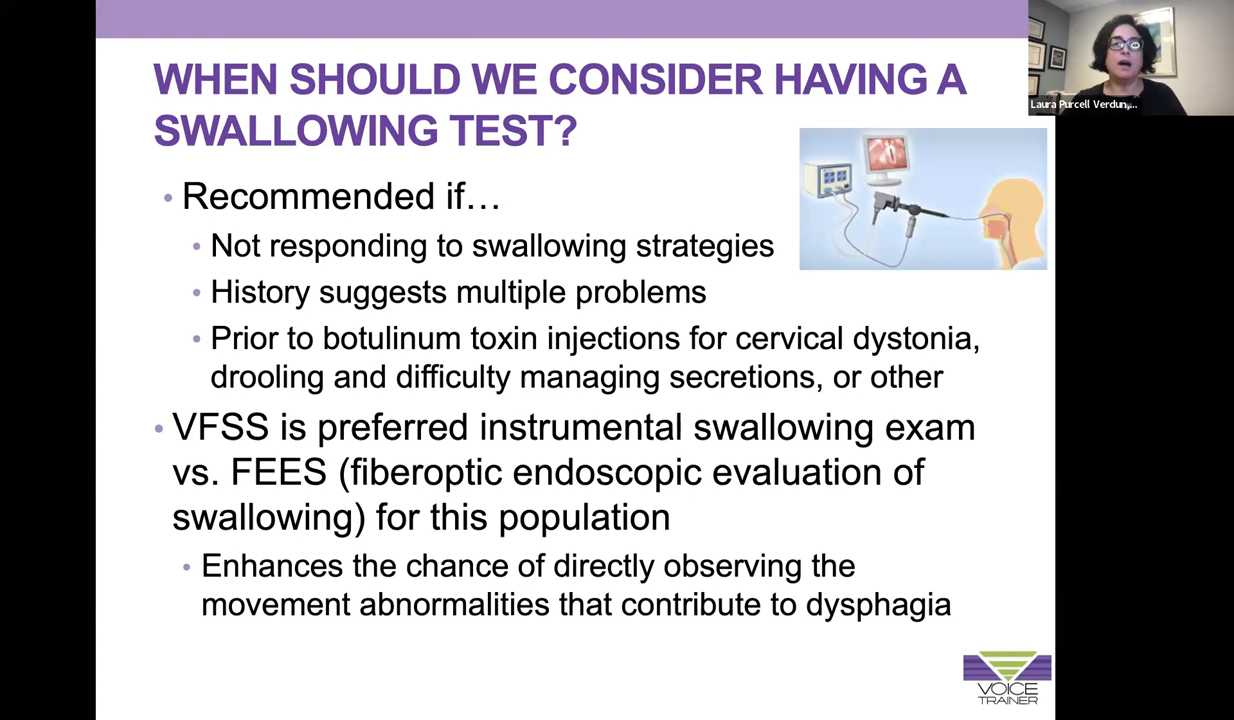 WHEN SHOULD WE CONSIDER HAVING A
SWALLOWING TEST?
Laura Purcell Verdun,...
• Recommended if…
• Not responding to swallowing strategies
• History suggests multiple problems
• Prior to botulinum toxin injections for cervical dystonia,
drooling and difficulty managing secretions, or other
• VFSS is preferred instrumental swallowing exam
vs. FEES (fiberoptic endoscopic evaluation of
swallowing) for this population
• Enhances the chance of directly observing the
movement abnormalities that contribute to dysphagia
VOICE
TRAINER